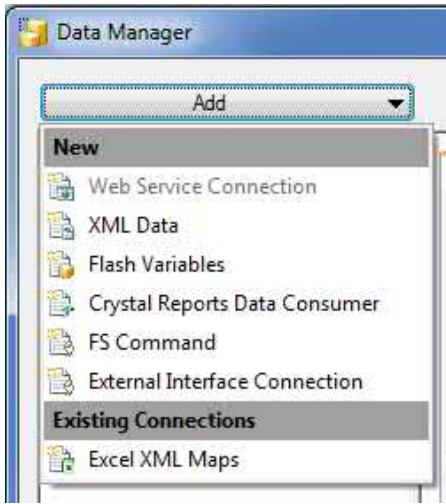 Data Manager
Add
New
Web Service Connection
XML Data
Flash Variables
Crystal Reports Data Consumer
FS Command
External Interface Connection
Existing Connections
Excel XML Maps